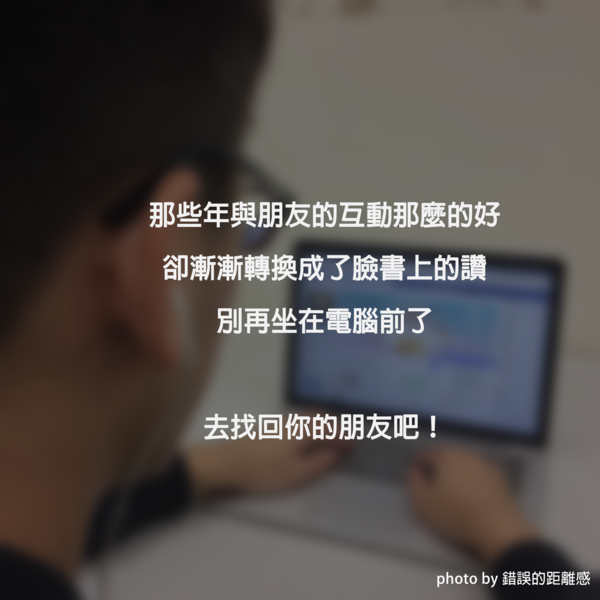 那些年與朋友的互動那麼的好
卻漸漸轉換成了臉書上的讚
別再坐在電腦前了
去找回你的朋友吧！
photo by 錯誤的距離感